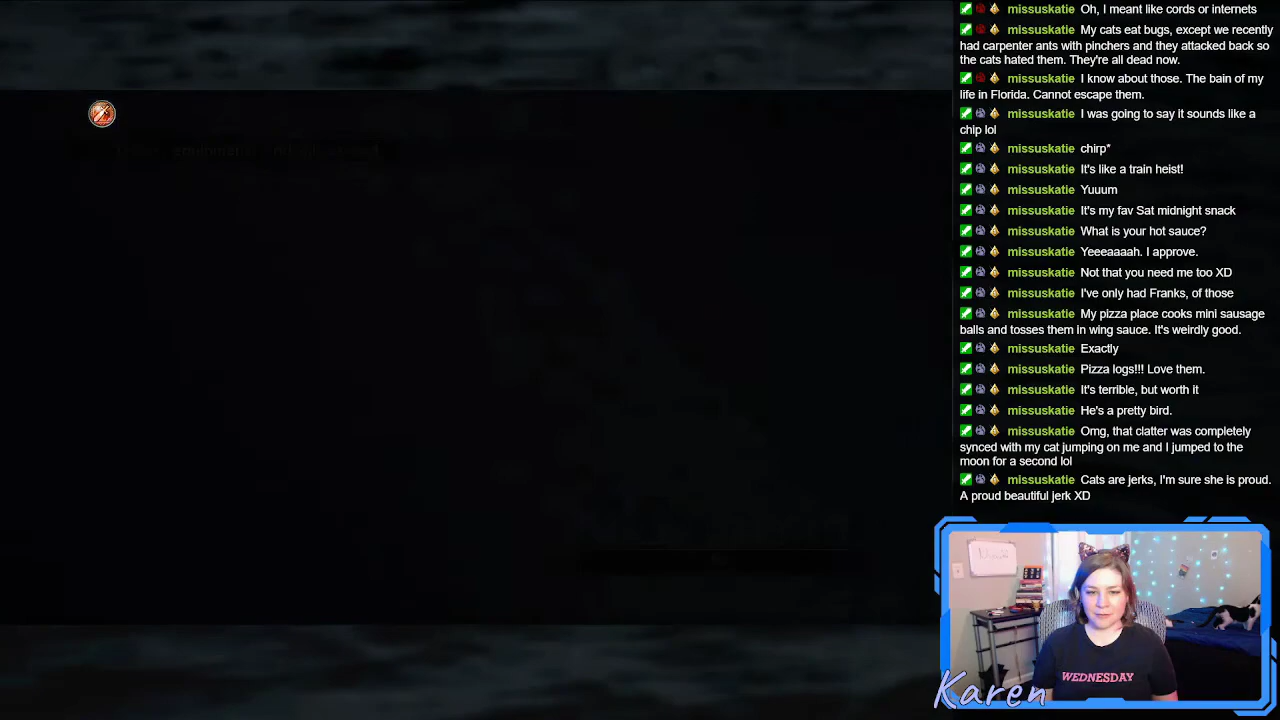 missuskatie Oh, I meant like cords or internets
missuskatie My cats eat bugs, except we recently
had carpenter ants with pinchers and they attacked back so
the cats hated them. They're all dead now.
missuskatie I know about those. The bain of my
life in Florida. Cannot escape them.
missuskatie I was going to say it sounds like a
chip lol
missuskatie chirp*
missuskatie It's like a train heist!
missuskatie Yuuum
missuskatie It's my fav Sat midnight snack
missuskatie What is your hot sauce?
missuskatie Yeeeaaaah. I approve.
missuskatie Not that you need me too XD
missuskatie I've only had Franks, of those
missuskatie My pizza place cooks mini sausage
balls and tosses them in wing sauce. It's weirdly good.
missuskatie Exactly
missuskatie Pizza logs!!! Love them.
missuskatie It's terrible, but worth it
missuskatie He's a pretty bird.
missuskatie Omg, that clatter was completely
synced with my cat jumping on me and I jumped to the
moon for a second lol
missuskatie Cats are jerks, I'm sure she is proud.
A proud beautiful jerk XD
WEDNESDAY
Karen